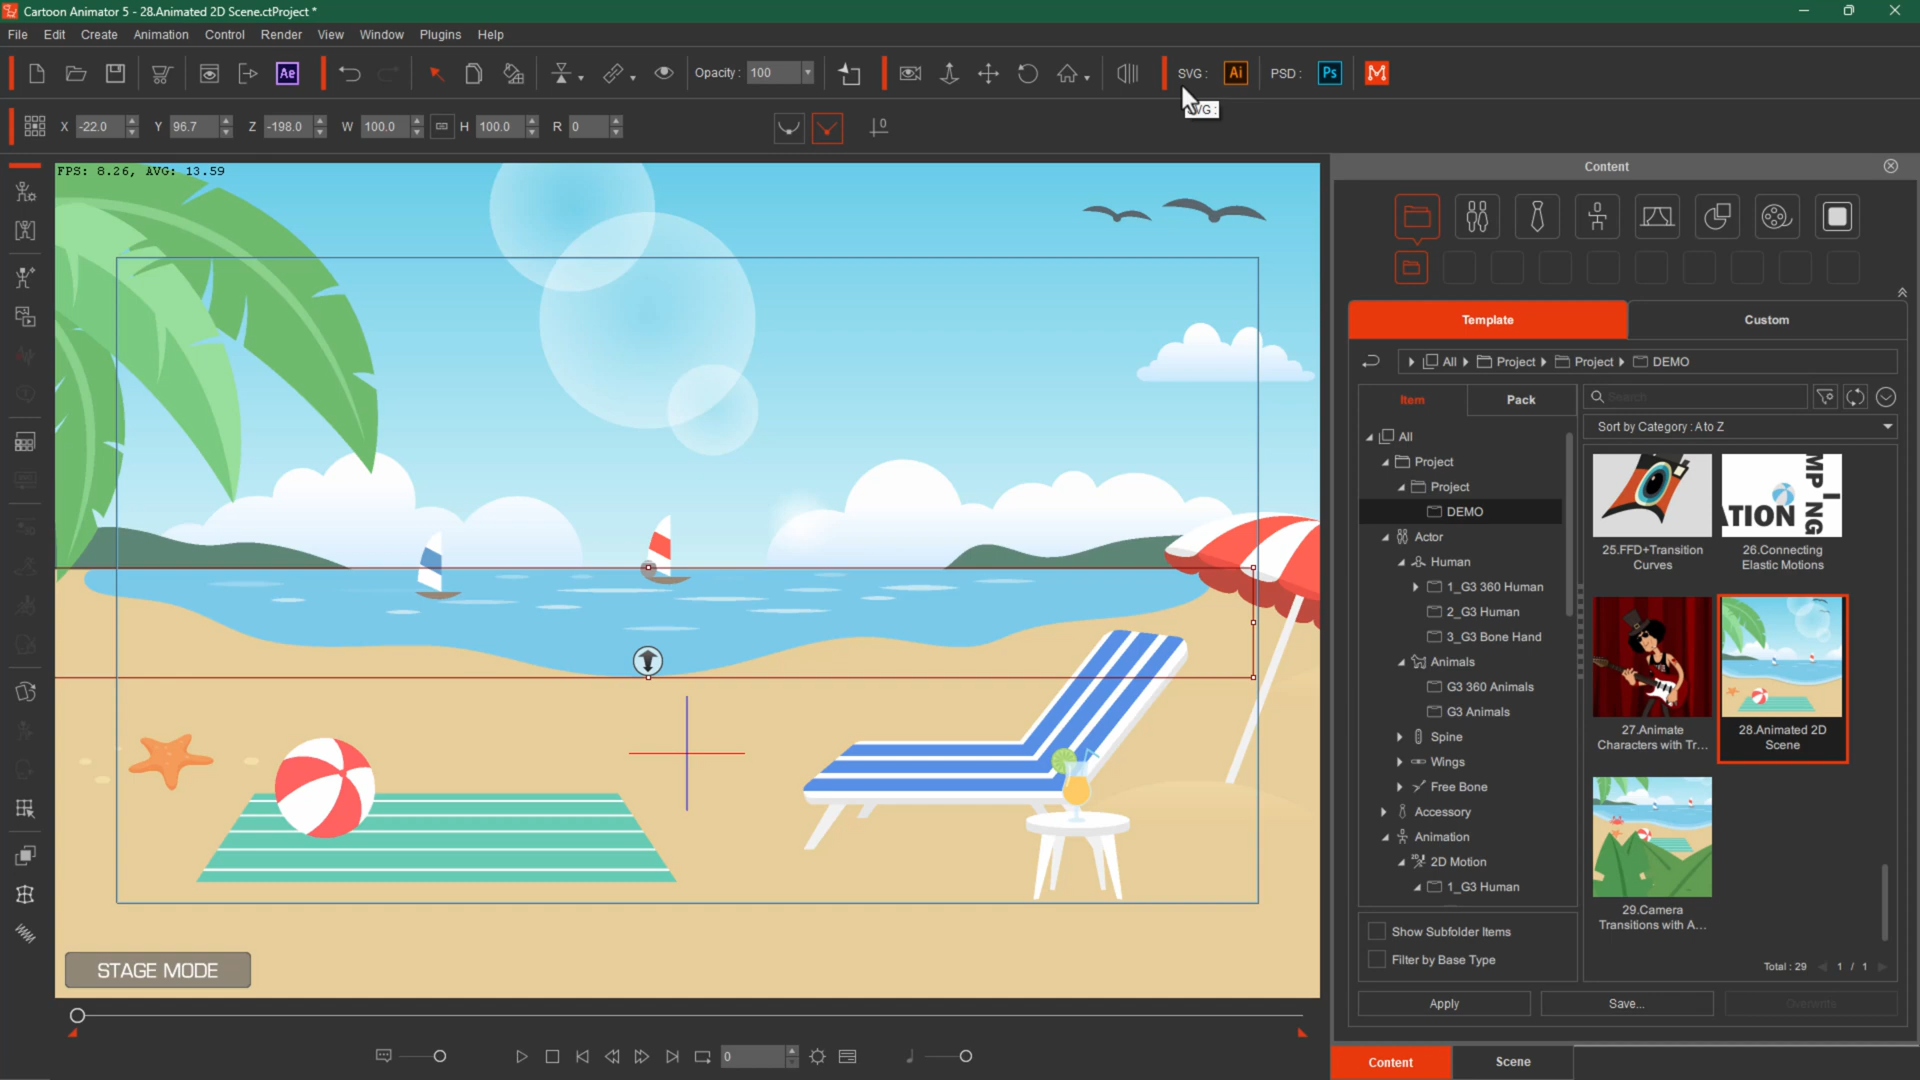 Cartoon Animator 5 - 28.Animated 2D Scene.ctProject *
File Edit Create Animation Control Render View Window Plugins Help
Ae Opacity : 100 SVG : Ai PSD : Ps
SVG :
X -22.0 Y 96.7 Z -198.0 W 100.0 H 100.0 R 0 0
FPS: 8.26, AVG: 13.59
STAGE MODE
0
Content
Template Custom
All Project Project DEMO
Item Pack Search
Sort by Category : A to Z
All
Project
Project
DEMO
Actor
Human
1_G3 360 Human
2_G3 Human
3_G3 Bone Hand
Animals
G3 360 Animals
G3 Animals
Spine
Wings
Free Bone
Accessory
Animation
2D Motion
1_G3 Human
25.FFD+Transition
Curves
26.Connecting
Elastic Motions
27.Animate
Characters with Tr...
28.Animated 2D
Scene
29.Camera
Transitions with A...
Show Subfolder Items
Filter by Base Type
Total : 29 1 / 1
Apply Save... Overwrite
Content Scene